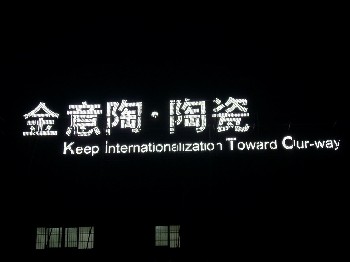 金意陶·陶瓷
Keep Internationalization Toward Our-way